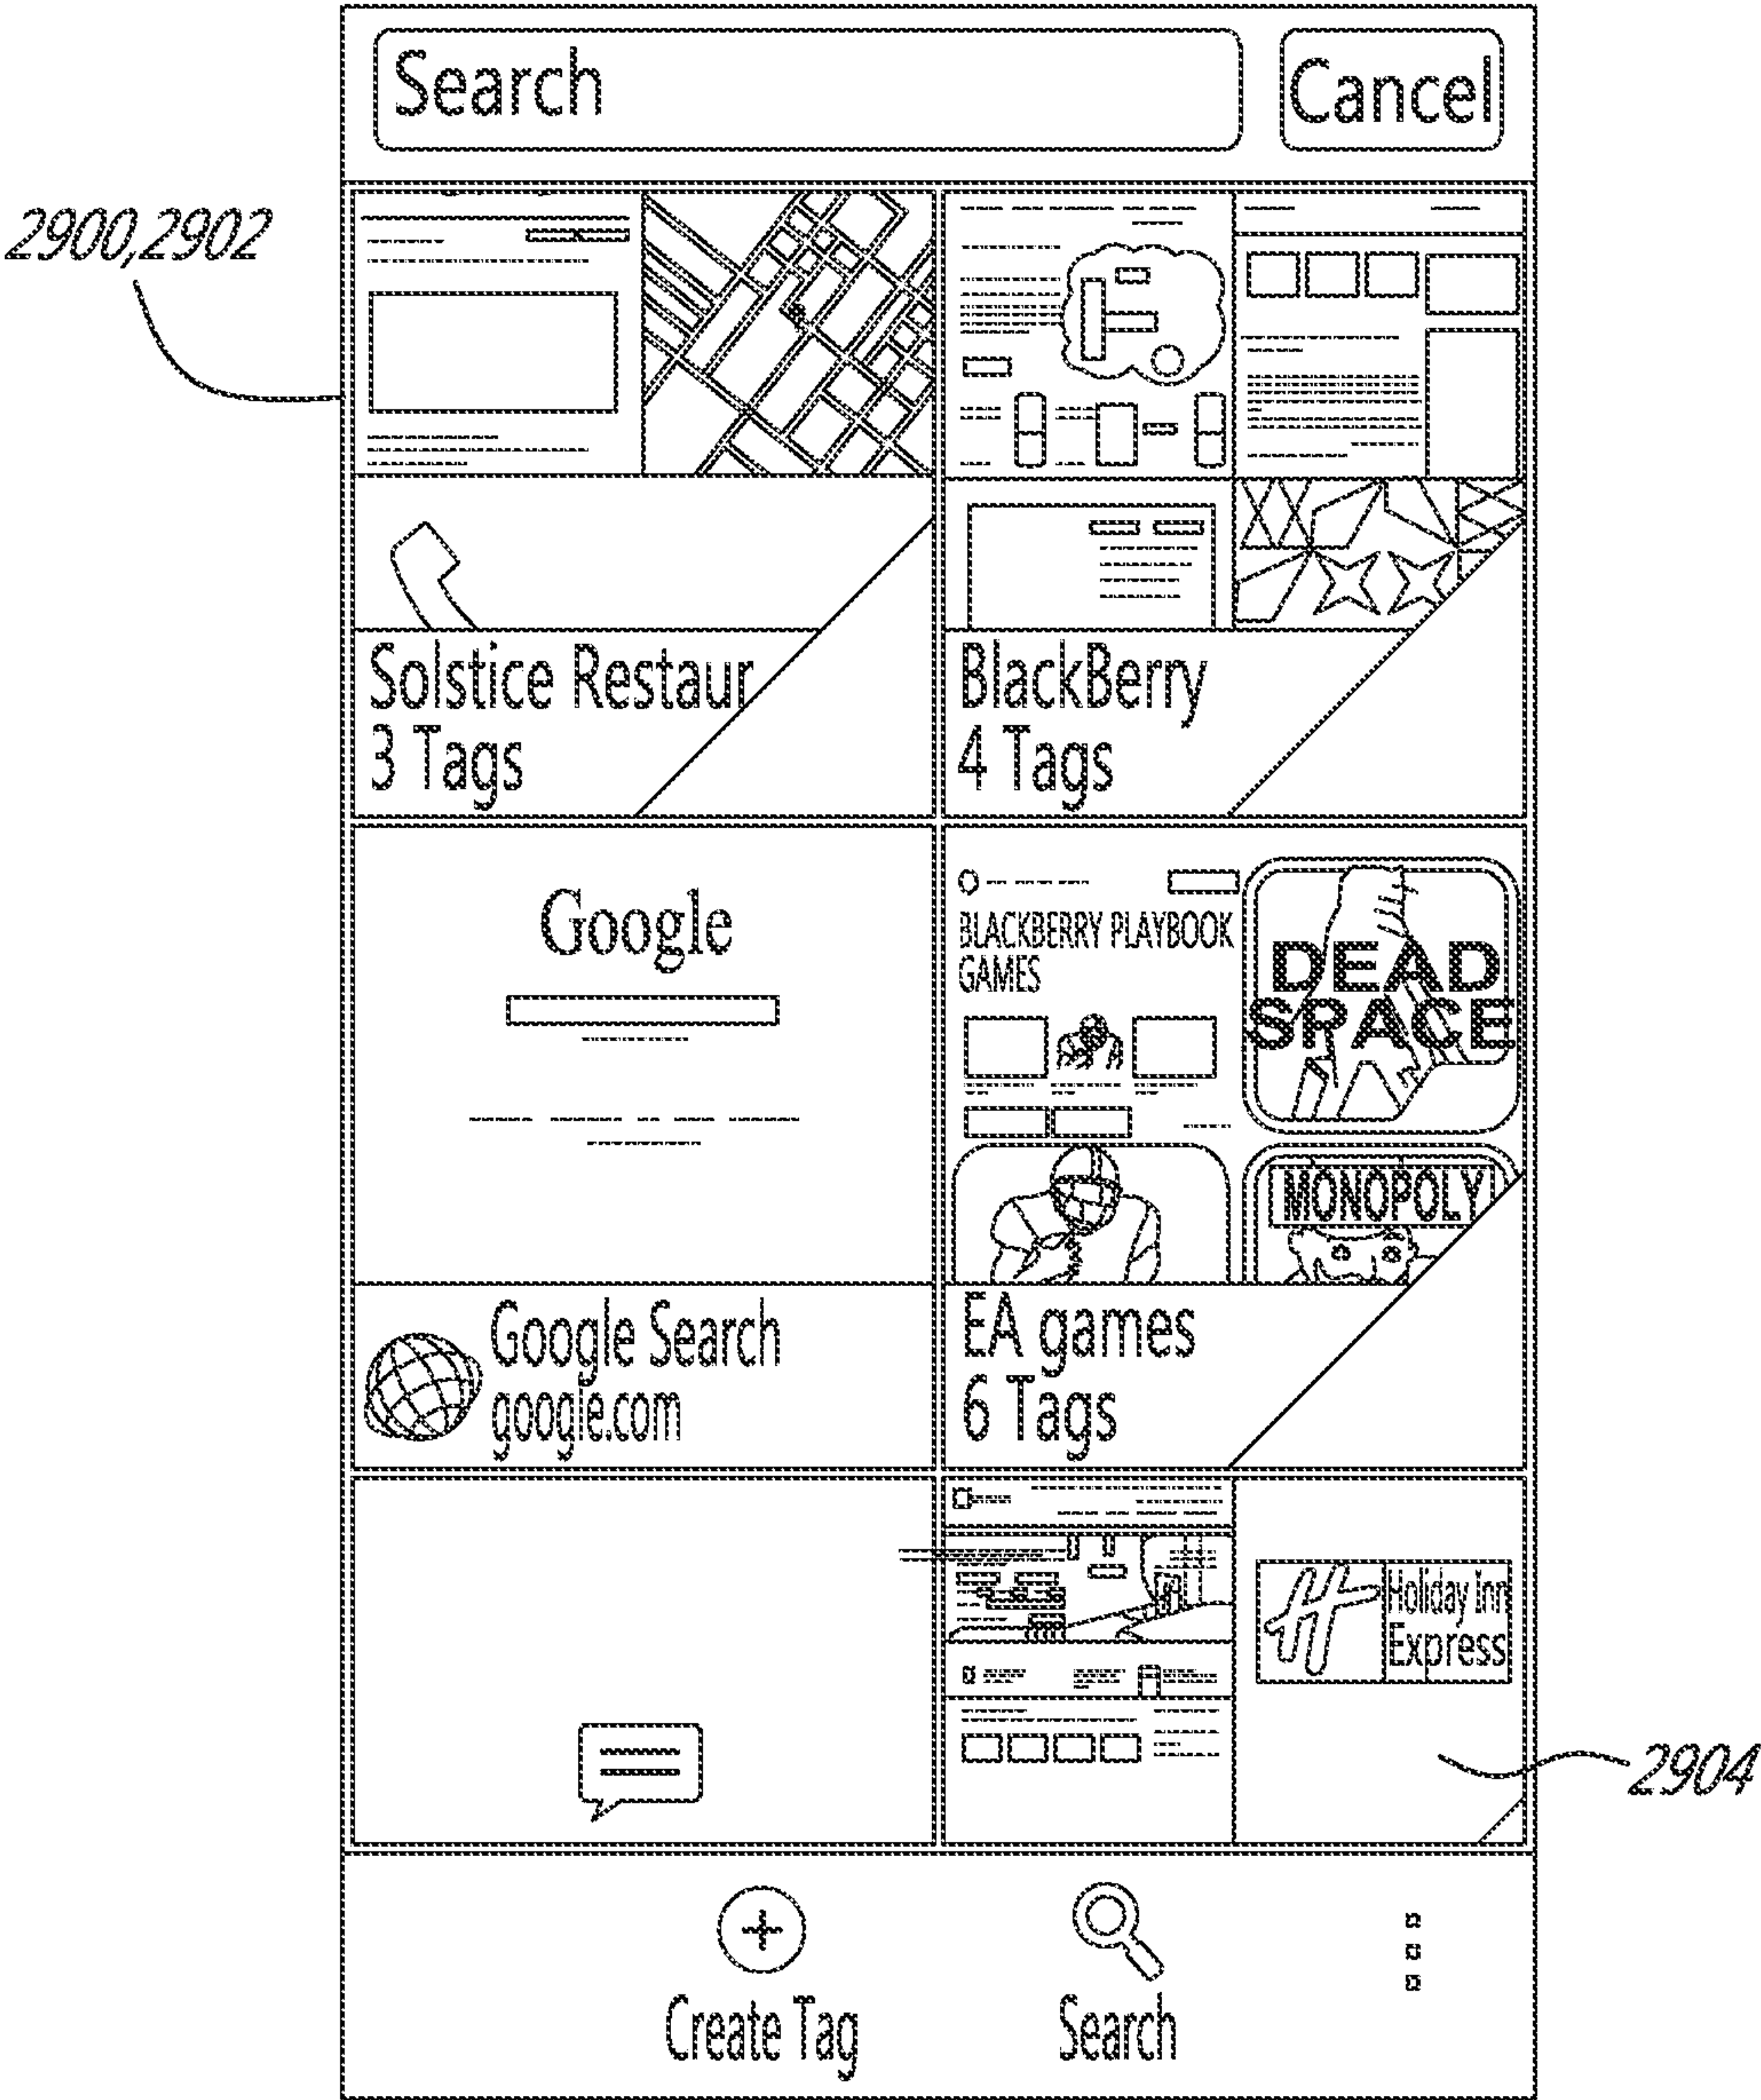 Search
Cancel
2900,2902
Solstice Restaur
3 Tags
BlackBerry
4 Tags
Google
Google Search
google.com
BLACKBERRY PLAYBOOK
GAMES
DEAD
SPACE
MONOPOLY
EA games
6 Tags
H
Holiday Inn
Express
2904
Create Tag
Search